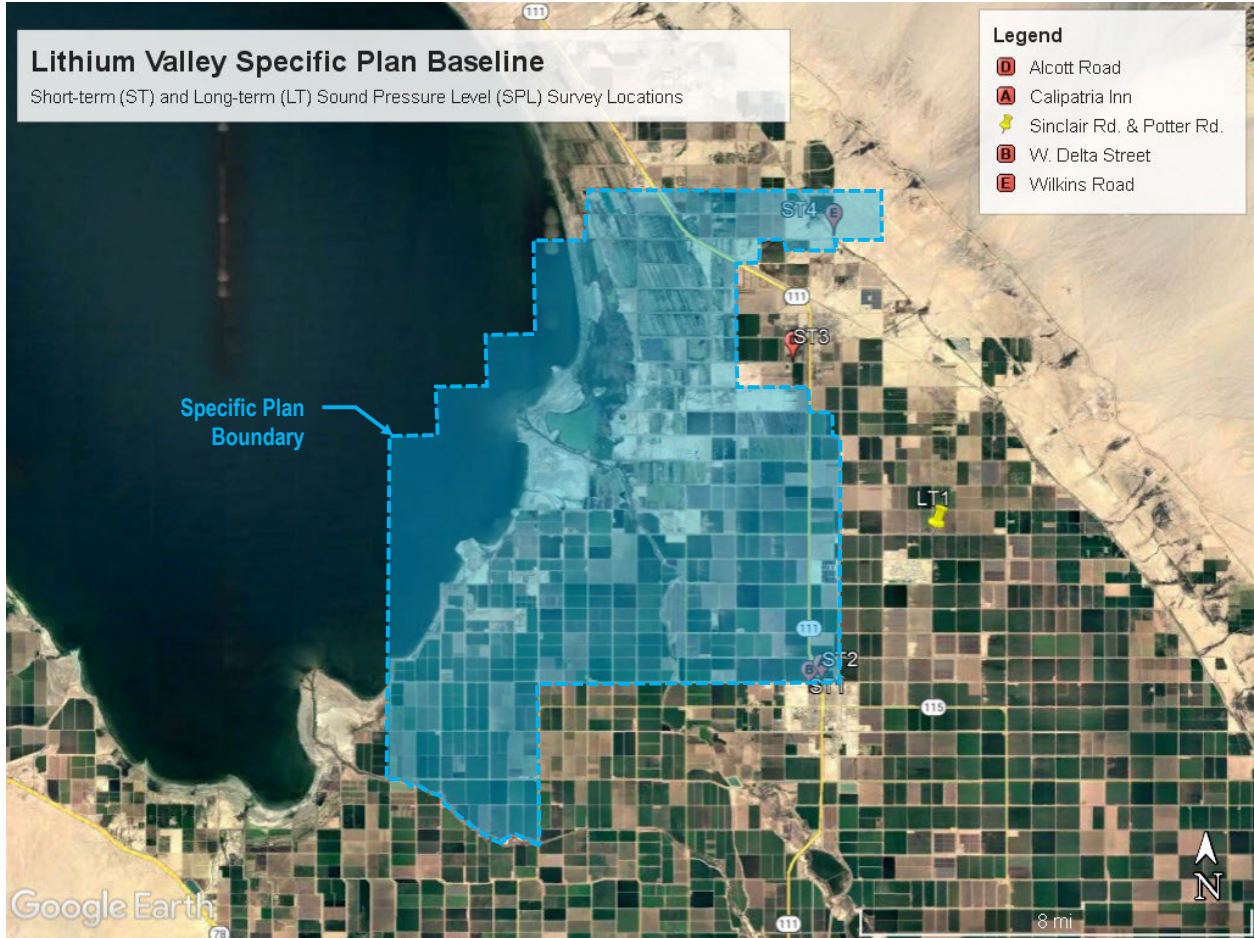 111
Lithium Valley Specific Plan Baseline
Short-term (ST) and Long-term (LT) Sound Pressure Level (SPL) Survey Locations
Legend
D Alcott Road
A Calipatria Inn
Sinclair Rd. & Potter Rd.
B W. Delta Street
E Wilkins Road
ST4
E
111
ST3
Specific Plan
Boundary
LT1
111
ST2
B
ST1
115
N
Google Earth
8 mi
78
111